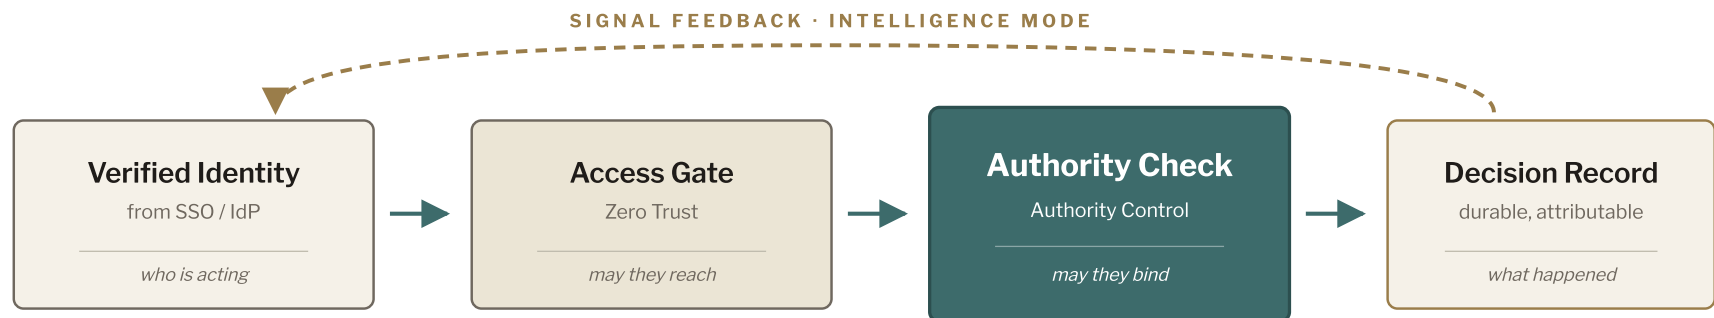 SIGNAL FEEDBACK · INTELLIGENCE MODE
Verified Identity
from SSO / IdP
who is acting
Access Gate
Zero Trust
may they reach
Authority Check
Authority Control
may they bind
Decision Record
durable, attributable
what happened